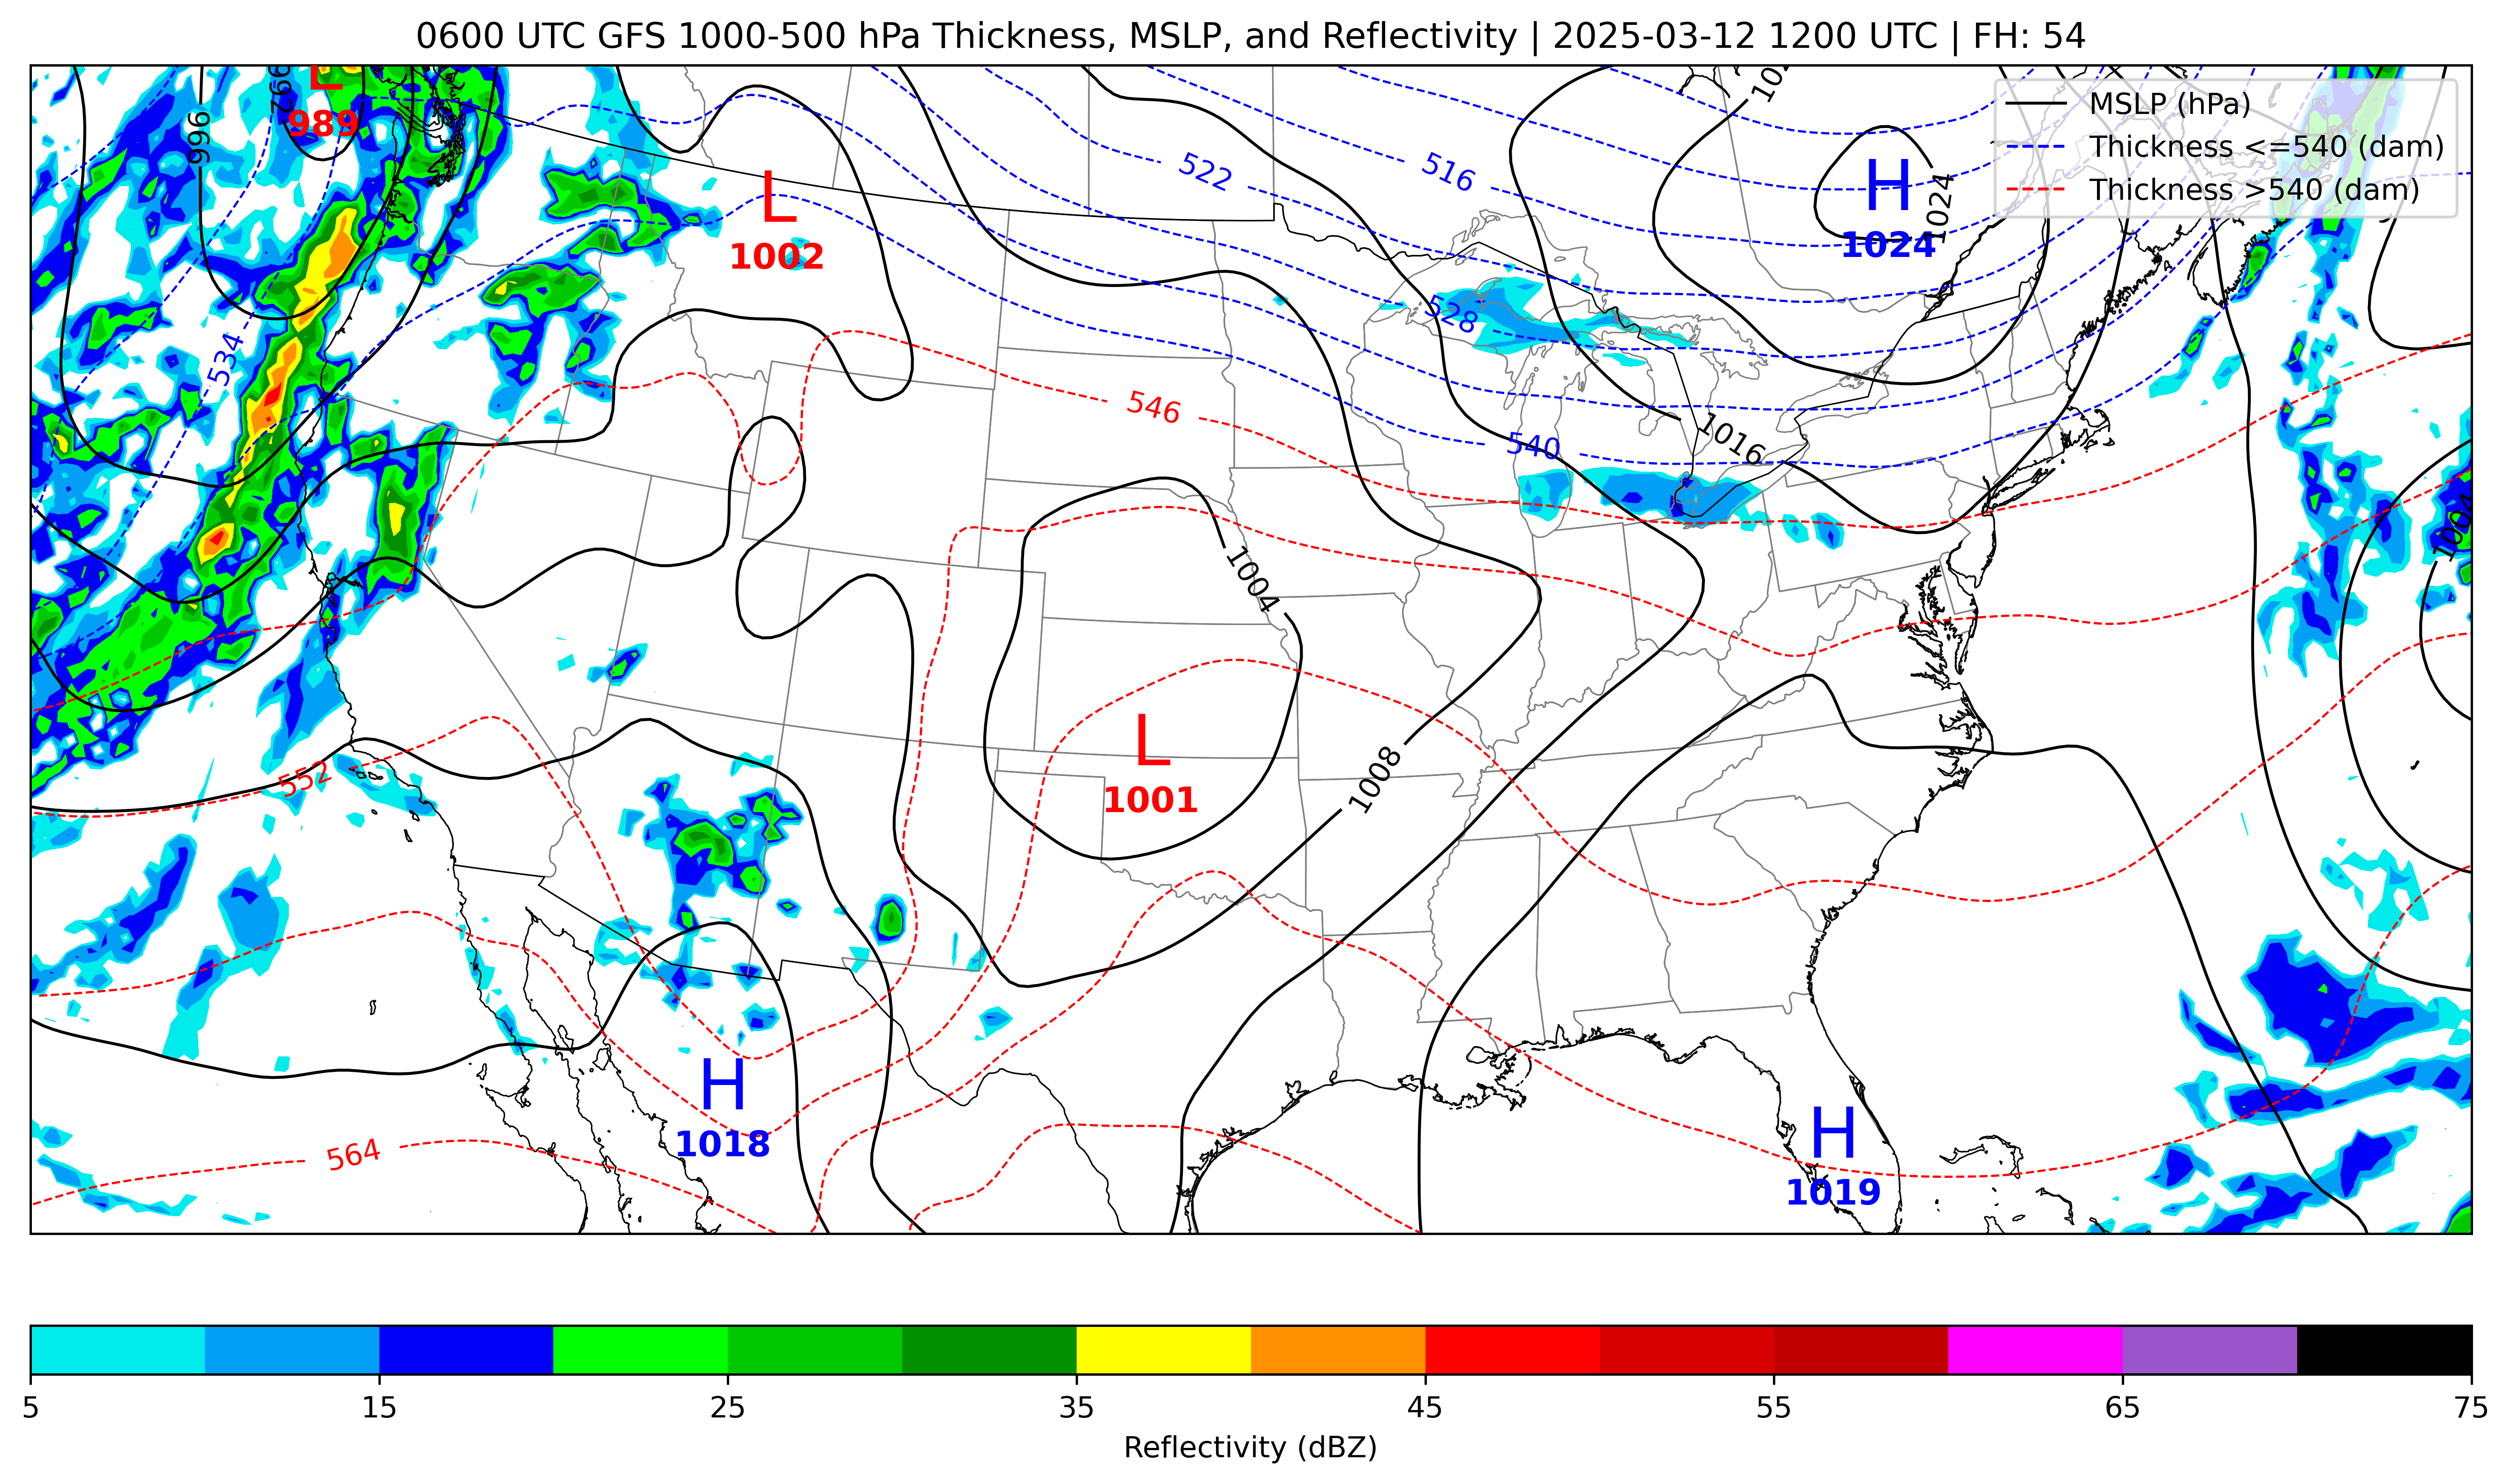 0600 UTC GFS 1000-500 hPa Thickness, MSLP, and Reflectivity | 2025-03-12 1200 UTC | FH: 54
MSLP (hPa)
Thickness <=540 (dam)
Thickness >540 (dam)
992
L
989
996
L
1002
522
516
H
1024
1024
528
534
546
540
1016
1004
1004
L
1001
1008
552
H
1018
H
1019
564
5 15 25 35 45 55 65 75
Reflectivity (dBZ)